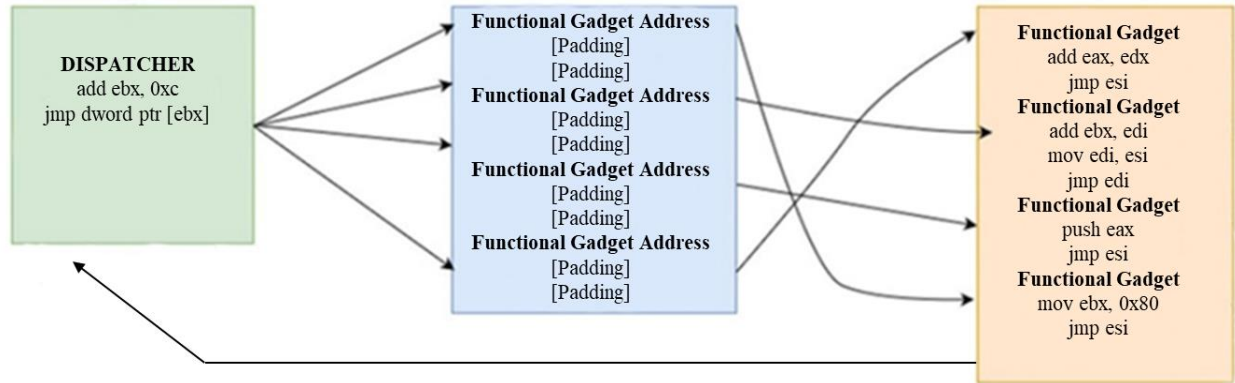 DISPATCHER
add ebx, 0xc
jmp dword ptr [ebx]
Functional Gadget Address
[Padding]
[Padding]
Functional Gadget Address
[Padding]
[Padding]
Functional Gadget Address
[Padding]
[Padding]
Functional Gadget Address
[Padding]
[Padding]
Functional Gadget
add eax, edx
jmp esi
Functional Gadget
add ebx, edi
mov edi, esi
jmp edi
Functional Gadget
push eax
jmp esi
Functional Gadget
mov ebx, 0x80
jmp esi